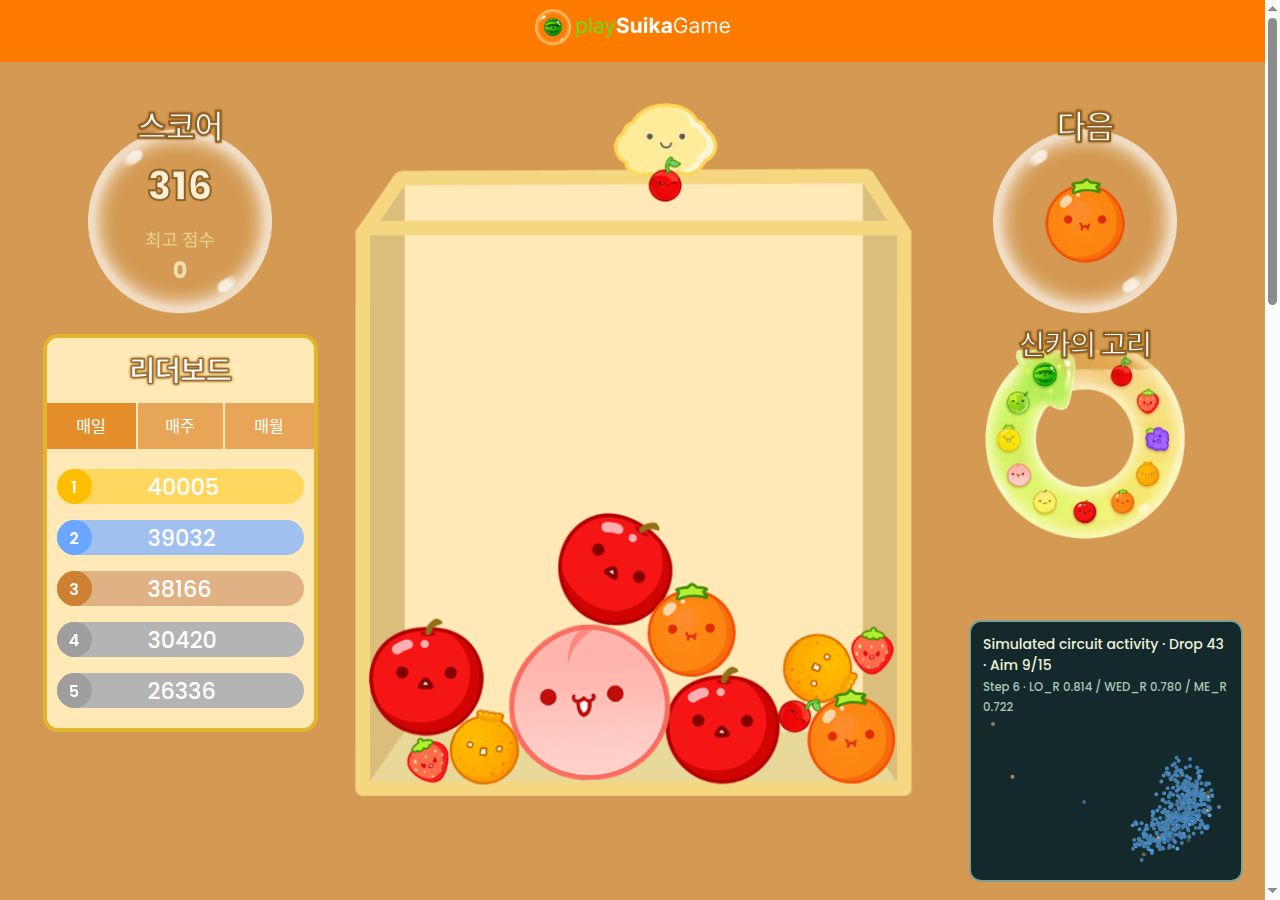 playSuikaGame
스코어
316
최고 점수
0
다음
신카의 고리
리더보드
매일 매주 매월
1 40005
2 39032
3 38166
4 30420
5 26336
Simulated circuit activity · Drop 43
· Aim 9/15
Step 6 · LO_R 0.814 / WED_R 0.780 / ME_R
0.722